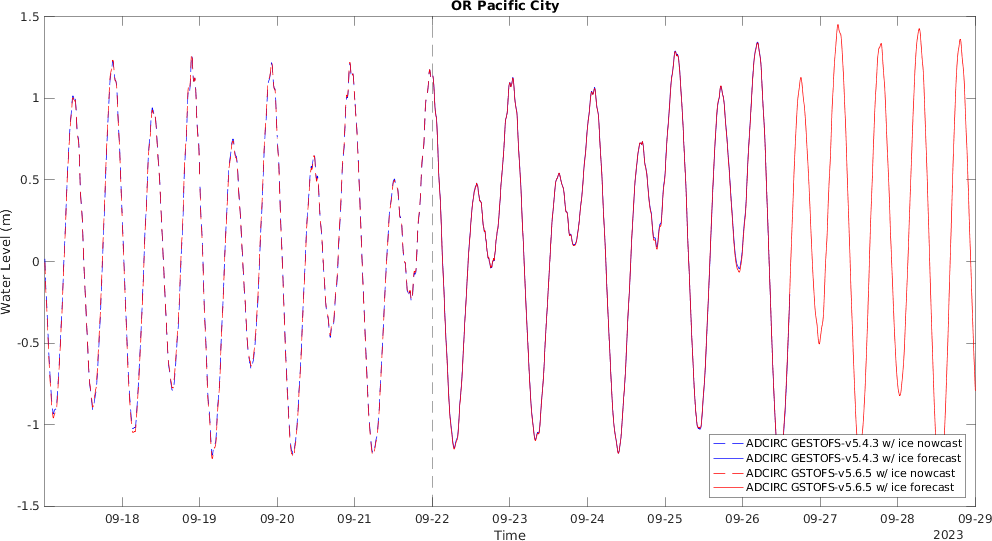 OR Pacific City
1.5
1
0.5
0
-0.5
-1
-1.5
Water Level (m)
09-18
09-19
09-20
09-21
09-22
09-23
09-24
09-25
09-26
09-27
09-28
09-29
Time
2023
ADCIRC GESTOFS-v5.4.3 w/ ice nowcast
ADCIRC GESTOFS-v5.4.3 w/ ice forecast
ADCIRC GSTOFS-v5.6.5 w/ ice nowcast
ADCIRC GSTOFS-v5.6.5 w/ ice forecast